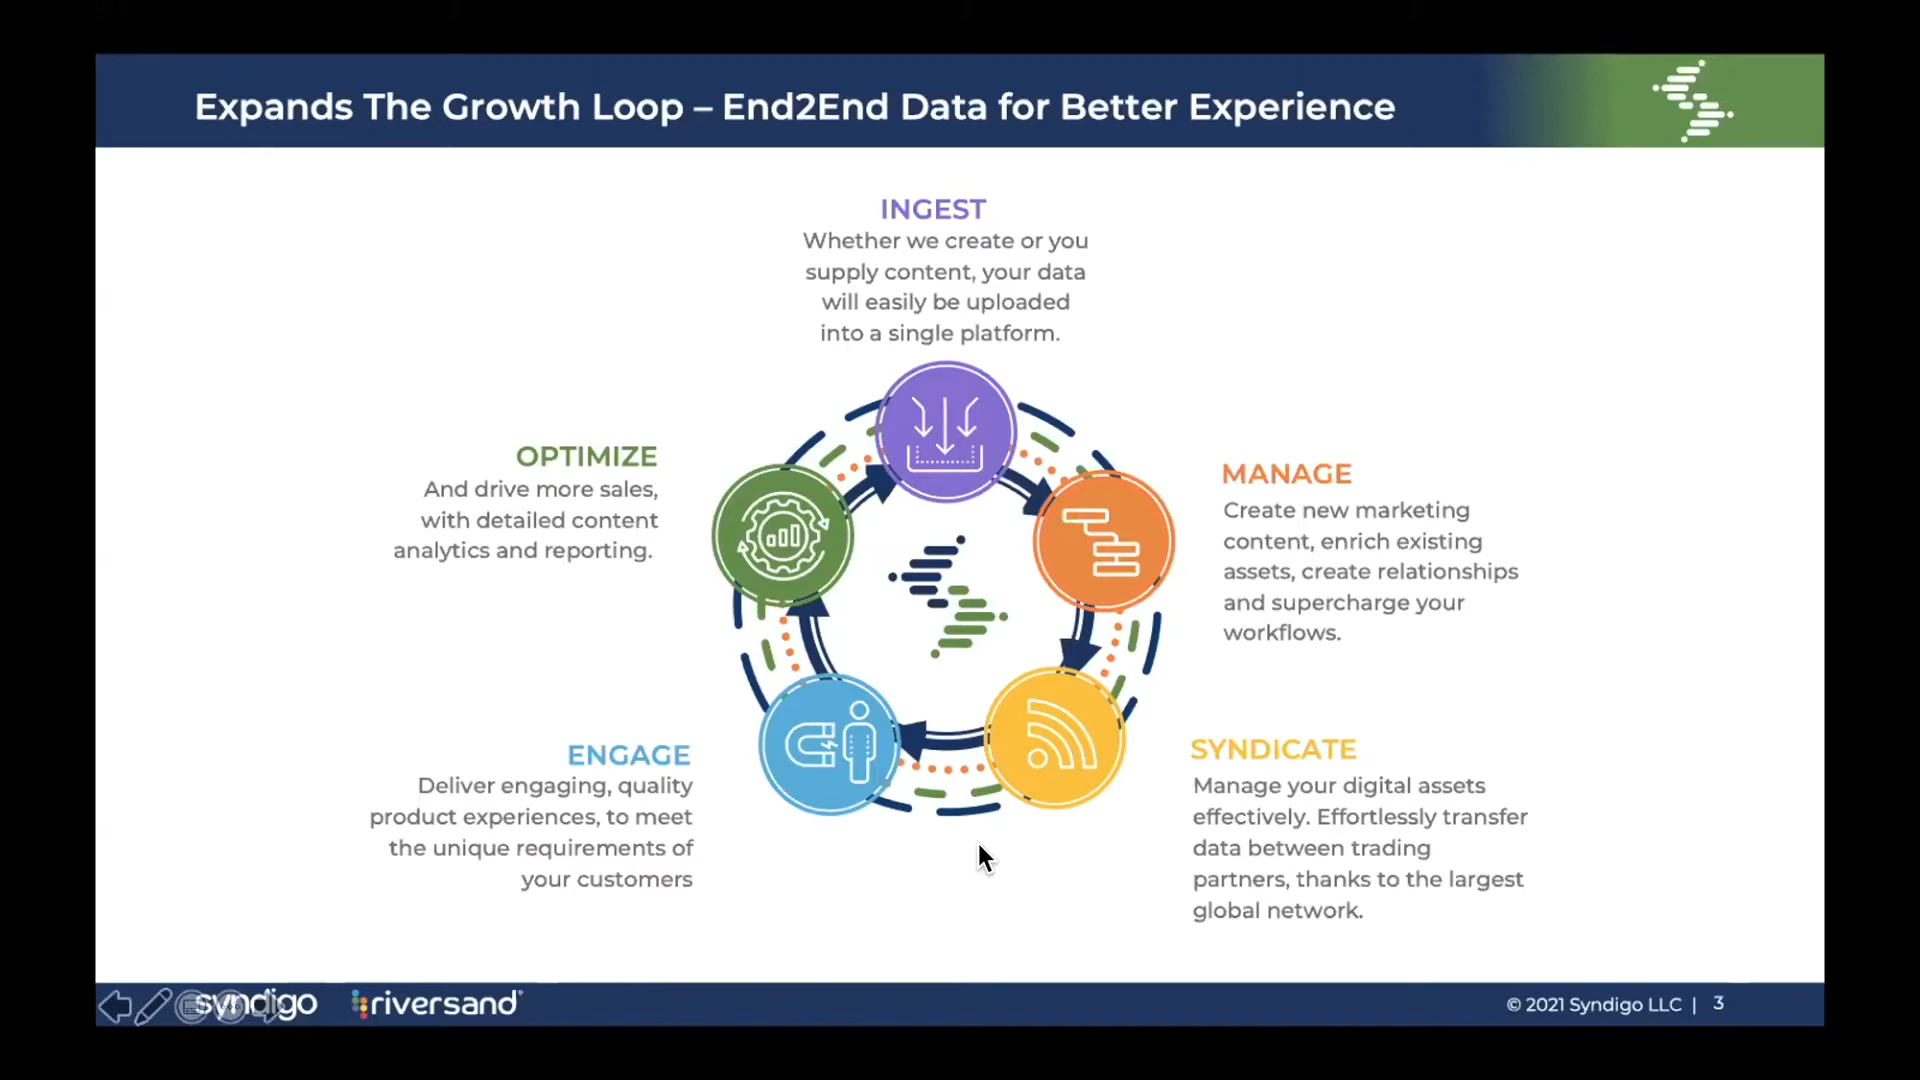 Expands The Growth Loop – End2End Data for Better Experience
INGEST
Whether we create or you
supply content, your data
will easily be uploaded
into a single platform.
OPTIMIZE
And drive more sales,
with detailed content
analytics and reporting.
MANAGE
Create new marketing
content, enrich existing
assets, create relationships
and supercharge your
workflows.
ENGAGE
Deliver engaging, quality
product experiences, to meet
the unique requirements of
your customers
SYNDICATE
Manage your digital assets
effectively. Effortlessly transfer
data between trading
partners, thanks to the largest
global network.
syndigo riversand®
© 2021 Syndigo LLC | 3